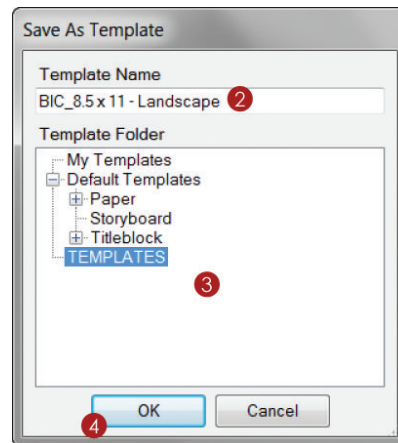 Save As Template
Template Name
BIC_8.5 x 11 - Landscape 2
Template Folder
My Templates
Default Templates
Paper
Storyboard
Titleblock
TEMPLATES
3
4 OK Cancel